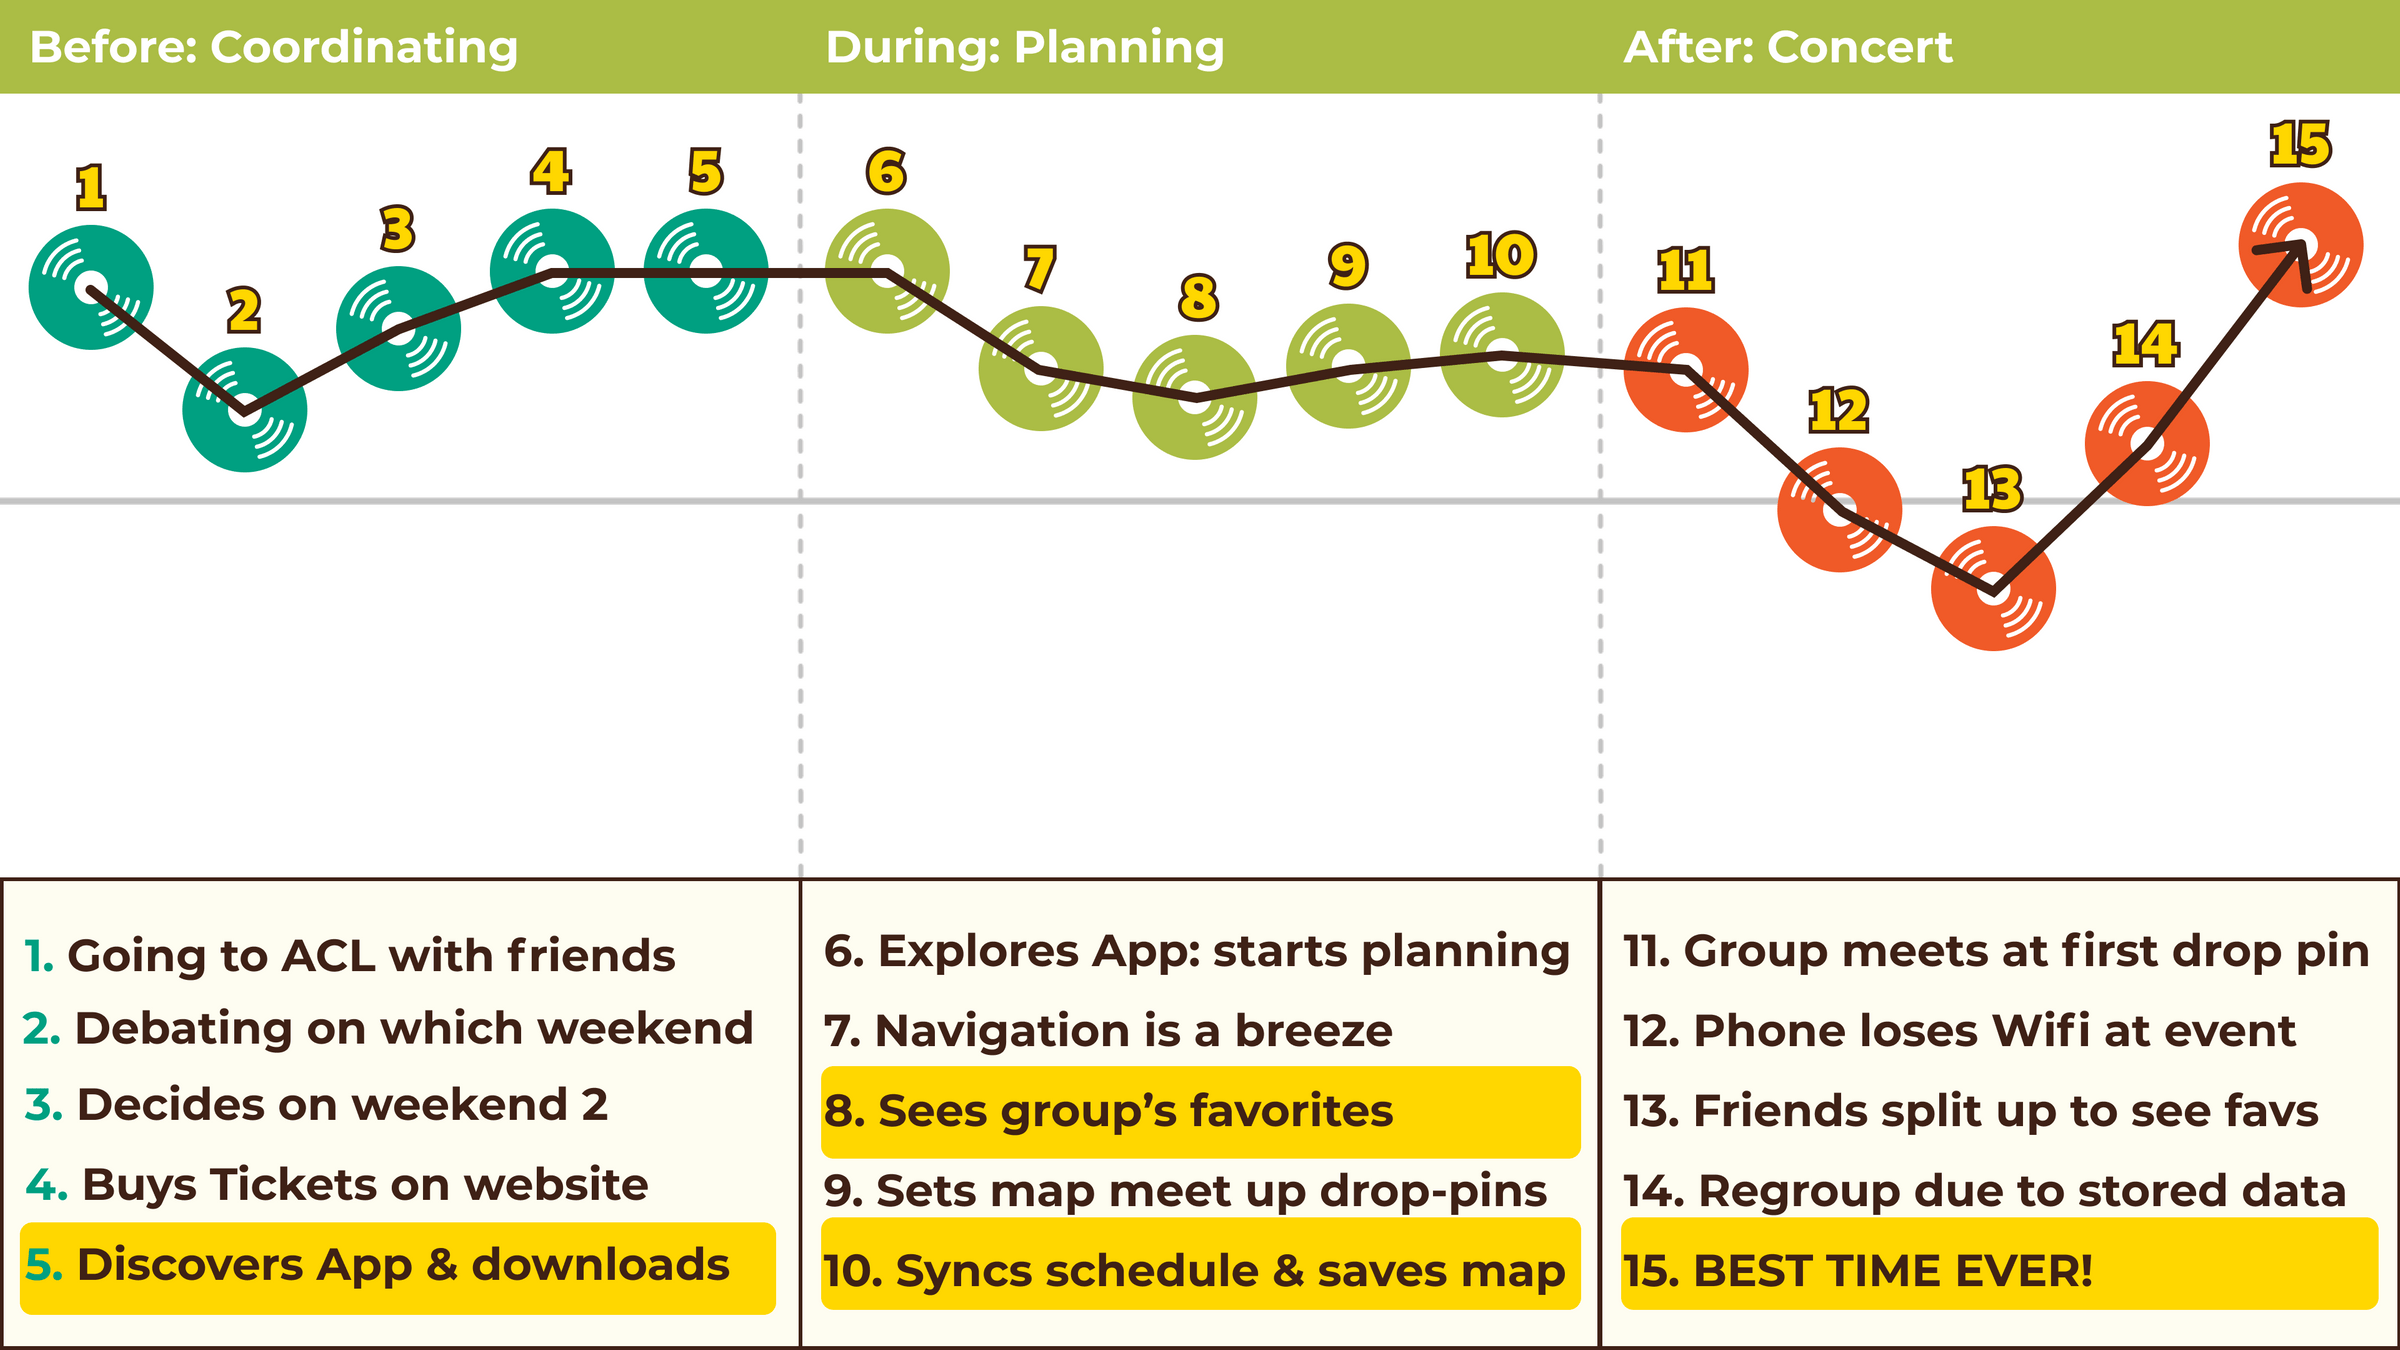 Before: Coordinating
During: Planning
After: Concert
1
2
3
4
5
6
7
8
9
10
11
12
13
14
15
1. Going to ACL with friends
2. Debating on which weekend
3. Decides on weekend 2
4. Buys Tickets on website
5. Discovers App & downloads
6. Explores App: starts planning
7. Navigation is a breeze
8. Sees group’s favorites
9. Sets map meet up drop-pins
10. Syncs schedule & saves map
11. Group meets at first drop pin
12. Phone loses Wifi at event
13. Friends split up to see favs
14. Regroup due to stored data
15. BEST TIME EVER!